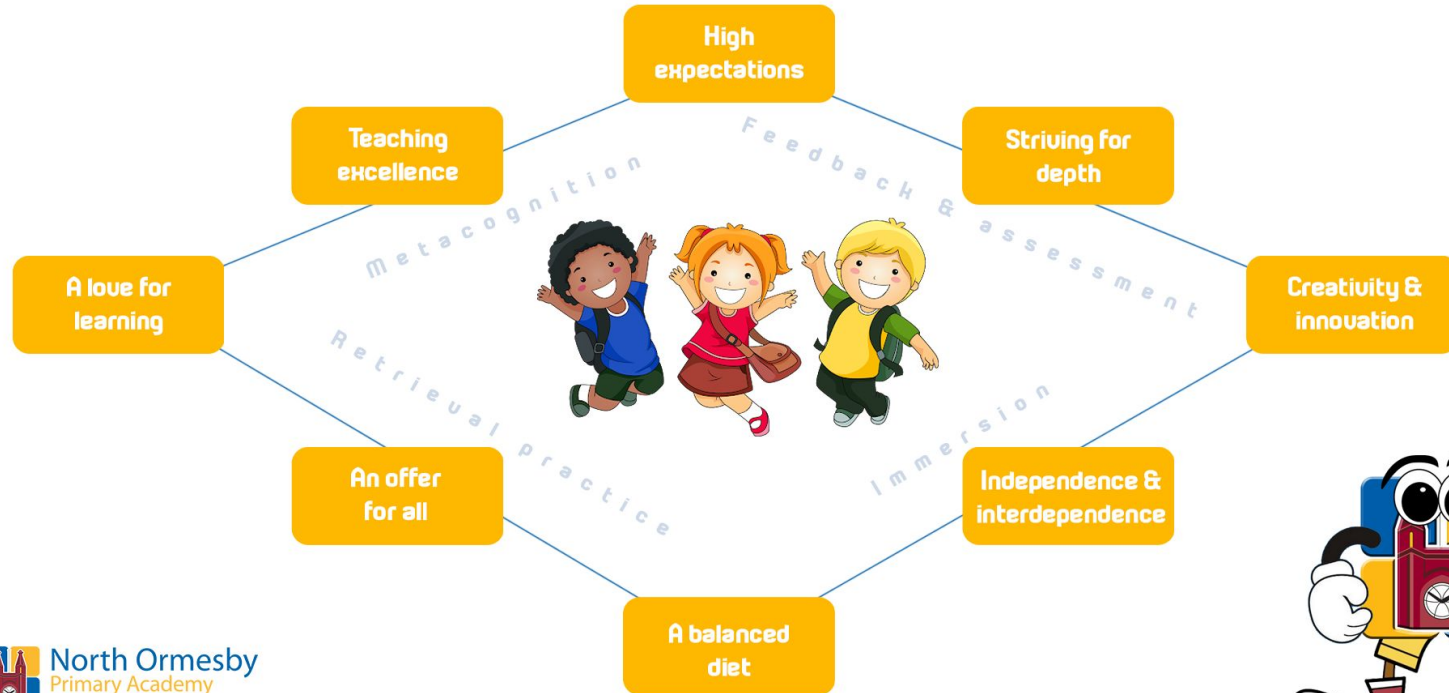 High
expectations
Teaching
excellence
Feedback & assessment
Striving for
depth
Metacognition
A love for
learning
Creativity &
innovation
Retrieval practice
Immersion
An offer
for all
Independence &
interdependence
A balanced
diet
North Ormesby
Primary Academy